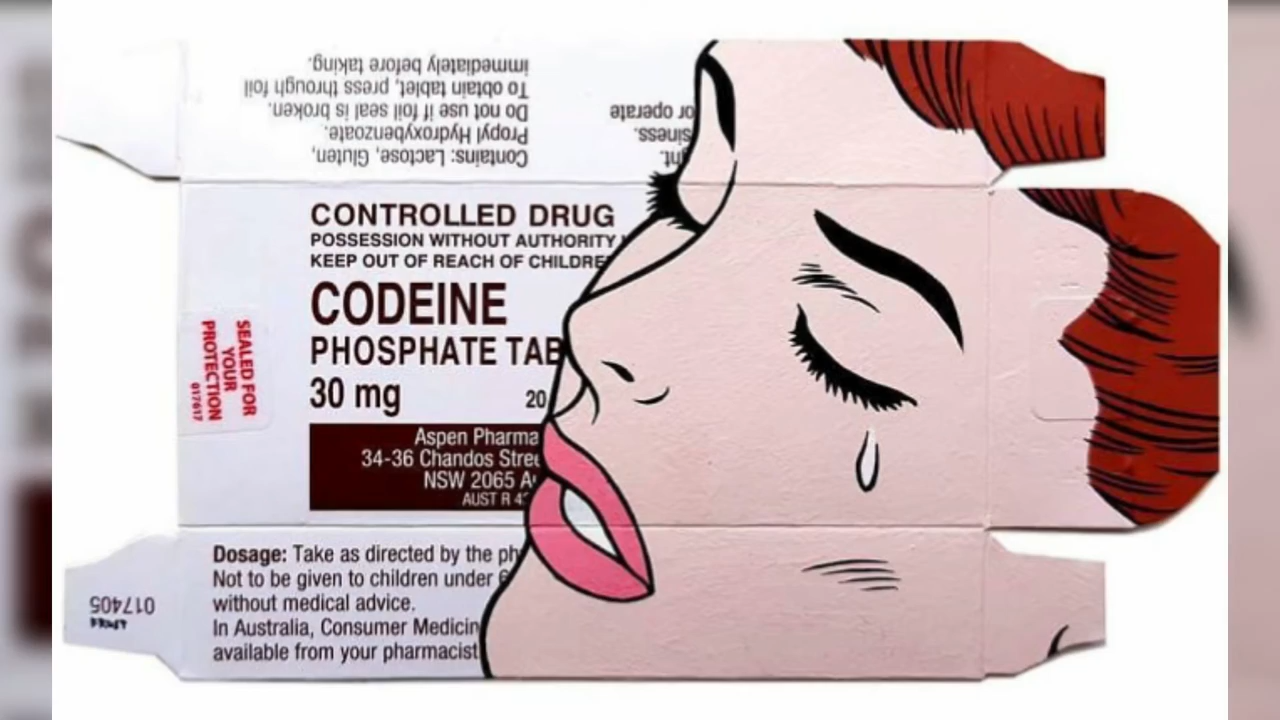 Contains: Lactose, Gluten,
Propyl Hydroxybenzoate.
Do not use if foil seal is broken.
To obtain tablet, press through foil
immediately before taking.
or operate
CONTROLLED DRUG
POSSESSION WITHOUT AUTHORITY
KEEP OUT OF REACH OF CHILDRE
CODEINE
PHOSPHATE TAB
30 mg
20
Aspen Pharma
34-36 Chandos Stree
NSW 2065 A
AUST R 4
SEALED FOR
YOUR
PROTECTION
017617
Dosage: Take as directed by the ph
Not to be given to children under 6
without medical advice.
In Australia, Consumer Medicin
available from your pharmacist
017405